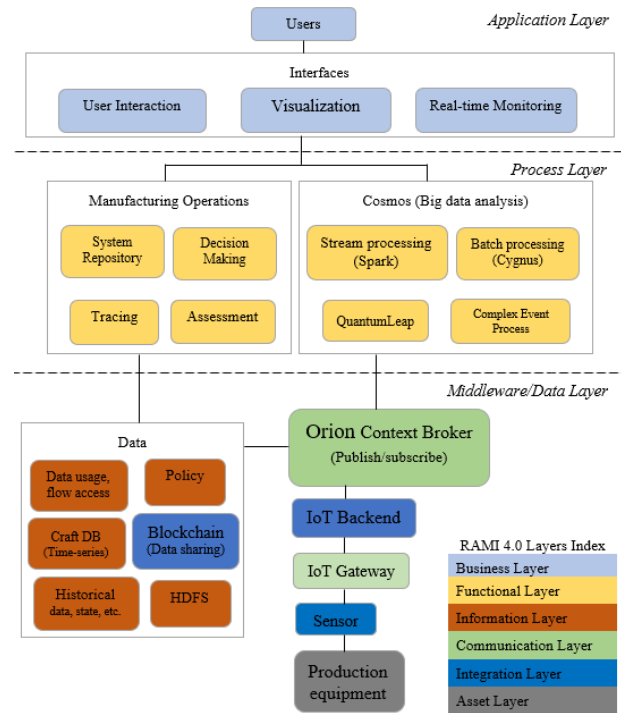 Application Layer
Users
Interfaces
User Interaction
Visualization
Real-time Monitoring
Process Layer
Manufacturing Operations
System
Repository
Decision
Making
Tracing
Assessment
Cosmos (Big data analysis)
Stream processing
(Spark)
Batch processing
(Cygnus)
QuantumLeap
Complex Event
Process
Middleware/Data Layer
Data
Data usage,
flow access
Policy
Craft DB
(Time-series)
Blockchain
(Data sharing)
Historical
data, state, etc.
HDFS
Orion Context Broker
(Publish/subscribe)
IoT Backend
IoT Gateway
Sensor
Production
equipment
RAMI 4.0 Layers Index
Business Layer
Functional Layer
Information Layer
Communication Layer
Integration Layer
Asset Layer